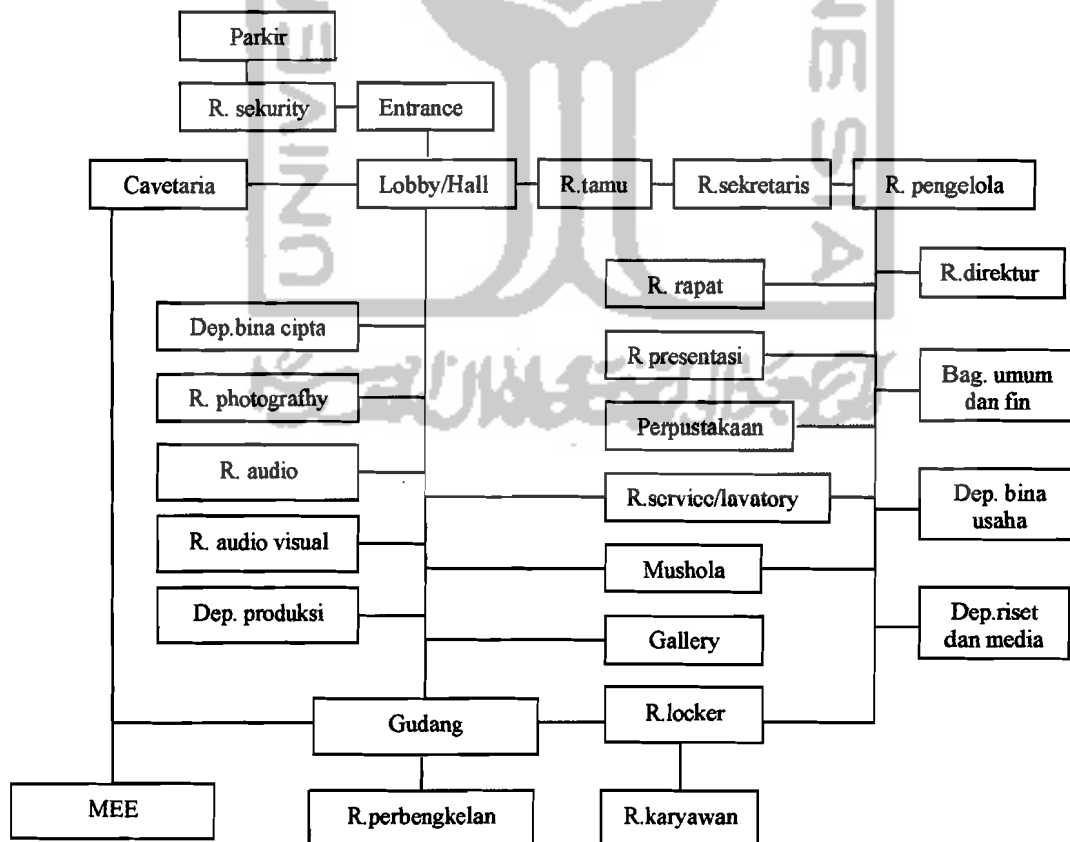 Parkir
R. sekurity
Entrance
Cavetaria
Lobby/Hall
R.tamu
R.sekretaris
R. pengelola
R. rapat
R.direktur
Dep.bina cipta
R presentasi
Bag. umum
dan fin
R. photografhy
Perpustakaan
R. audio
R.service/lavatory
Dep. bina
usaha
R. audio visual
Mushola
Dep. produksi
Gallery
Dep.riset
dan media
Gudang
R.locker
MEE
R.perbengkelan
R.karyawan
NESIA